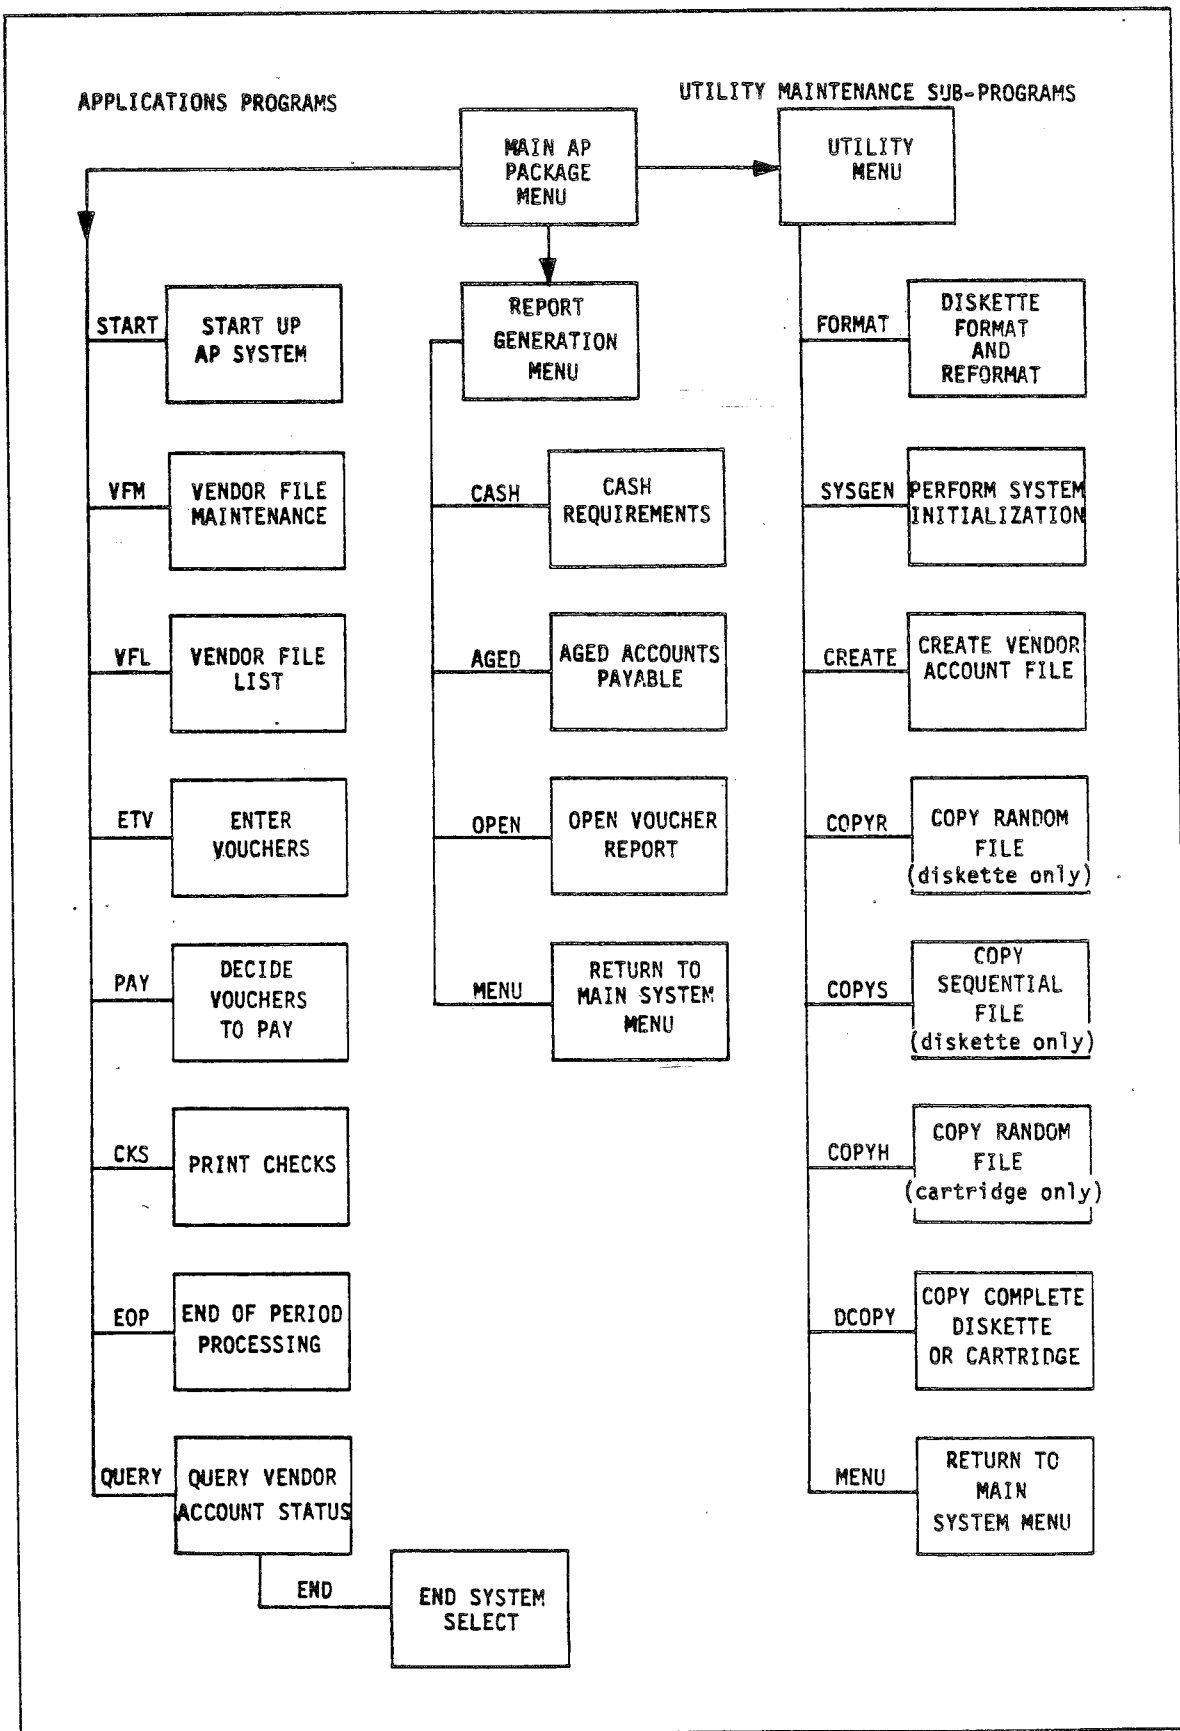 APPLICATIONS PROGRAMS
UTILITY MAINTENANCE SUB-PROGRAMS
MAIN AP
PACKAGE
MENU
UTILITY
MENU
START
START UP
AP SYSTEM
VFM
VENDOR FILE
MAINTENANCE
VFL
VENDOR FILE
LIST
ETV
ENTER
VOUCHERS
PAY
DECIDE
VOUCHERS
TO PAY
CKS
PRINT CHECKS
EOP
END OF PERIOD
PROCESSING
QUERY
QUERY VENDOR
ACCOUNT STATUS
END
END SYSTEM
SELECT
REPORT
GENERATION
MENU
CASH
CASH
REQUIREMENTS
AGED
AGED ACCOUNTS
PAYABLE
OPEN
OPEN VOUCHER
REPORT
MENU
RETURN TO
MAIN SYSTEM
MENU
FORMAT
DISKETTE
FORMAT
AND
REFORMAT
SYSGEN
PERFORM SYSTEM
INITIALIZATION
CREATE
CREATE VENDOR
ACCOUNT FILE
COPYR
COPY RANDOM
FILE
(diskette only)
COPYS
COPY
SEQUENTIAL
FILE
(diskette only)
COPYH
COPY RANDOM
FILE
(cartridge only)
DCOPY
COPY COMPLETE
DISKETTE
OR CARTRIDGE
MENU
RETURN TO
MAIN
SYSTEM MENU